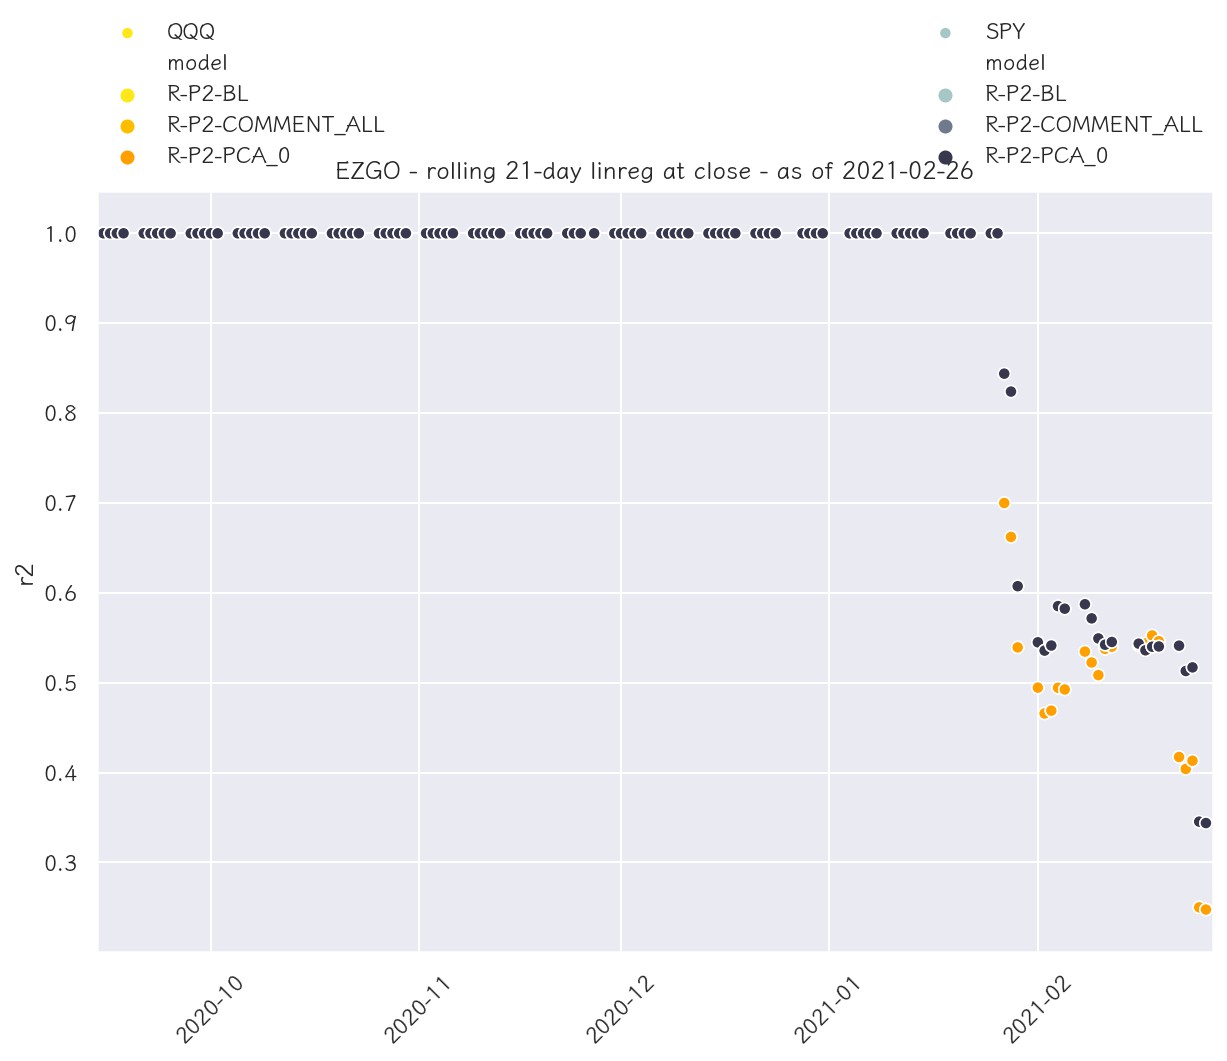 QQQ
model
R-P2-BL
R-P2-COMMENT_ALL
R-P2-PCA_0
SPY
model
R-P2-BL
R-P2-COMMENT_ALL
R-P2-PCA_0
EZGO - rolling 21-day linreg at close - as of 2021-02-26
1.0
0.9
0.8
0.7
0.6
0.5
0.4
0.3
r2
2020-10
2020-11
2020-12
2021-01
2021-02